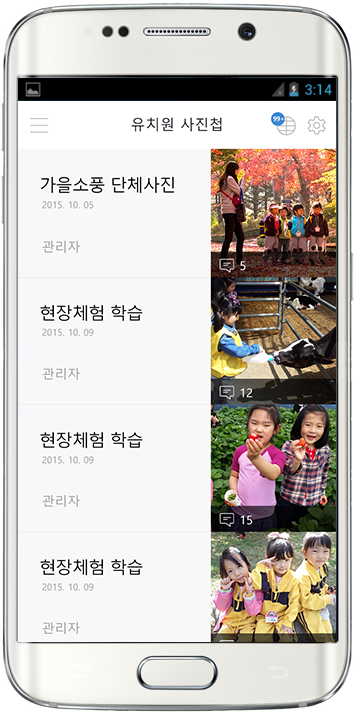 3:14
유치원 사진첩
99+
가을소풍 단체사진
2015. 10. 05
관리자
5
현장체험 학습
2015. 10. 09
관리자
12
현장체험 학습
2015. 10. 09
관리자
15
현장체험 학습
2015. 10. 09
관리자